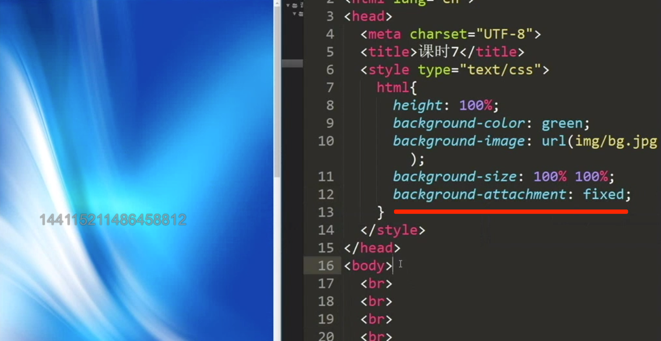 144115211486458812
2 <html lang="en">
3 <head>
4 <meta charset="UTF-8">
5 <title>课时7</title>
6 <style type="text/css">
7 html{
8 height: 100%;
9 background-color: green;
10 background-image: url(img/bg.jpg
);
11 background-size: 100% 100%;
12 background-attachment: fixed;
13 }
14 </style>
15 </head>
16 <body>
17 <br>
18 <br>
19 <br>
20 <br>